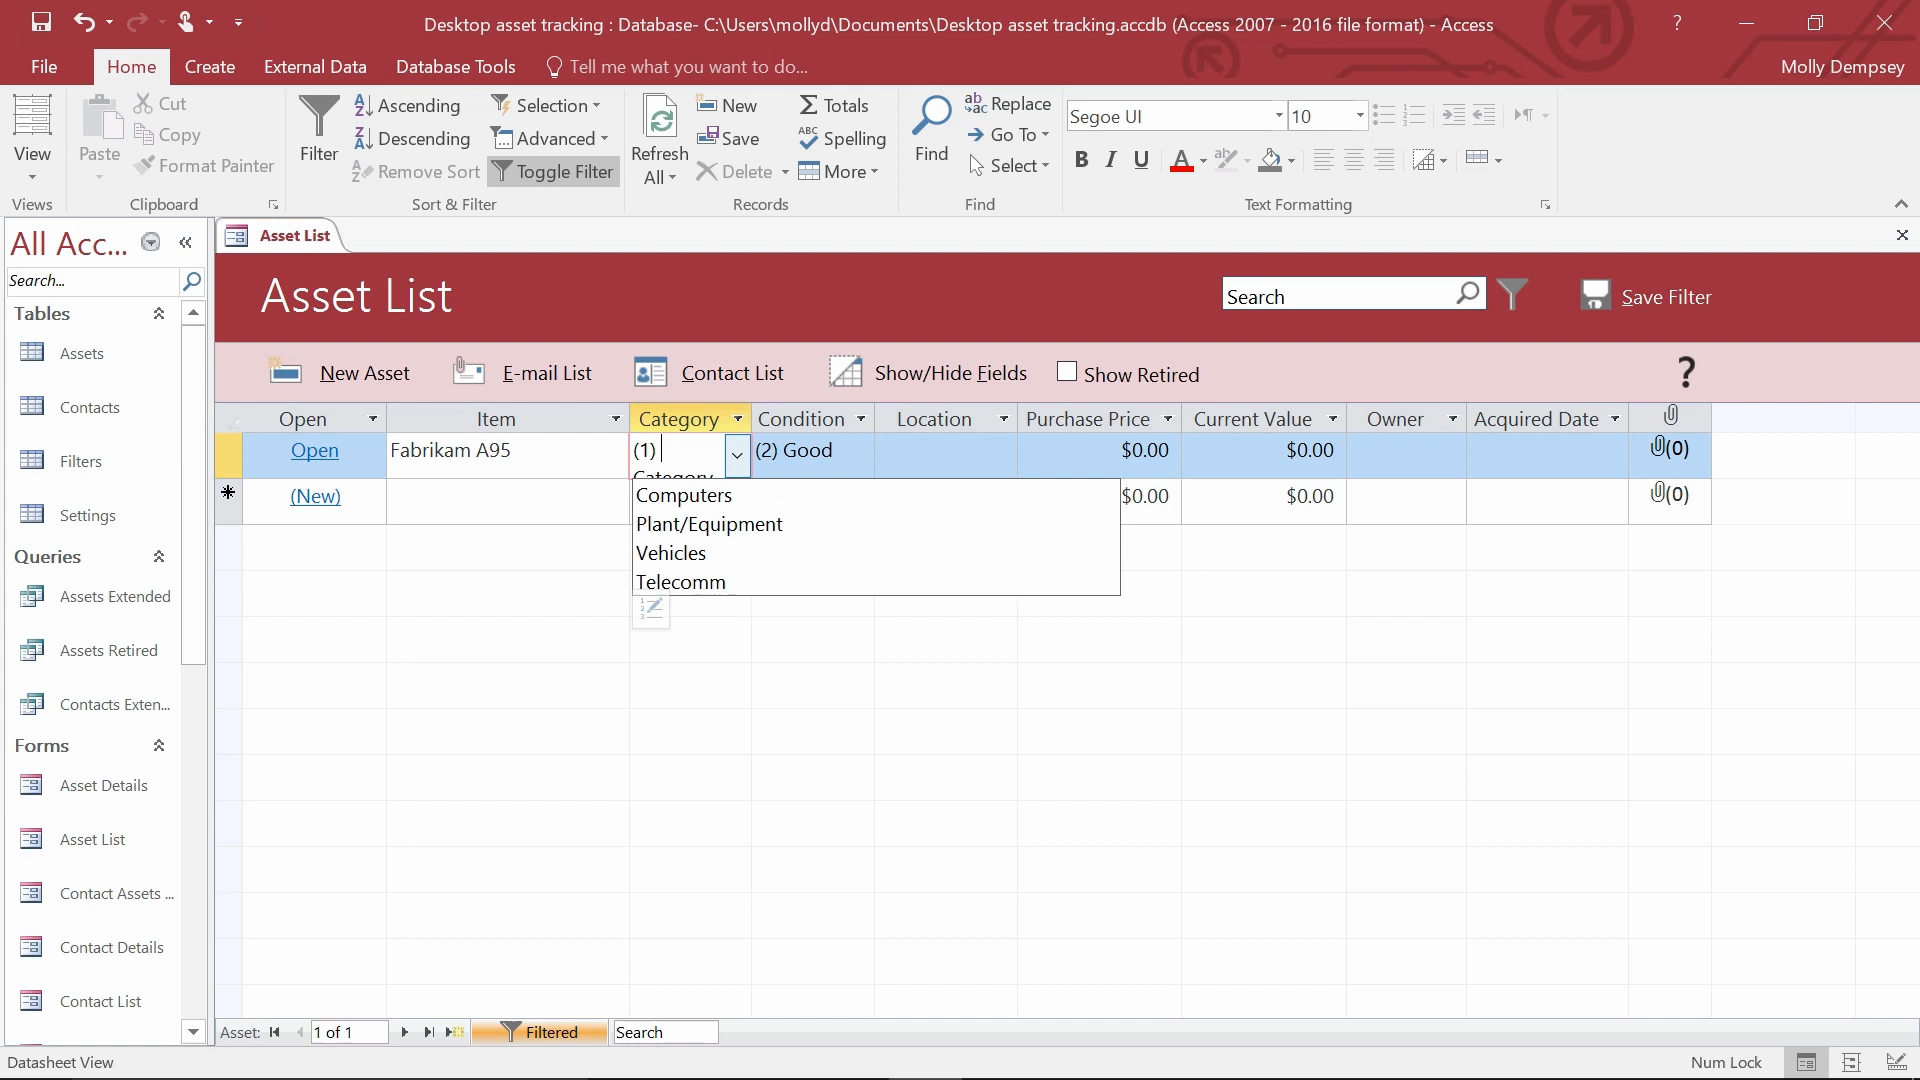 Desktop asset tracking : Database- C:\Users\mollyd\Documents\Desktop asset tracking.accdb (Access 2007 - 2016 file format) - Access
?
File Home Create External Data Database Tools Tell me what you want to do...
Molly Dempsey
View
Views
Paste
Cut
Copy
Format Painter
Clipboard
Filter
Ascending
Descending
Remove Sort
Selection
Advanced
Toggle Filter
Sort & Filter
Refresh
All
New
Save
Delete
Totals
Spelling
More
Records
Find
Replace
Go To
Select
Find
Segoe UI
10
B I U A
Text Formatting
All Acc...
Search...
Tables
Assets
Contacts
Filters
Settings
Queries
Assets Extended
Assets Retired
Contacts Exten...
Forms
Asset Details
Asset List
Contact Assets ...
Contact Details
Contact List
Asset List
Asset List
Search
Save Filter
New Asset E-mail List Contact List Show/Hide Fields Show Retired ?
Open Item Category Condition Location Purchase Price Current Value Owner Acquired Date
Open Fabrikam A95 (1) (2) Good $0.00 $0.00 (0)
Category
(New) $0.00 $0.00 (0)
Computers
Plant/Equipment
Vehicles
Telecomm
Asset: 1 of 1 Filtered Search
Datasheet View
Num Lock